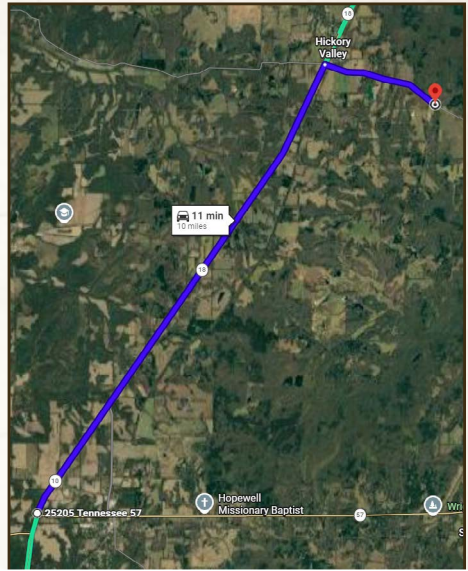 18
Hickory
Valley
11 min
10 miles
18
18
25205 Tennessee 57
Hopewell
Missionary Baptist
57
Wri
S